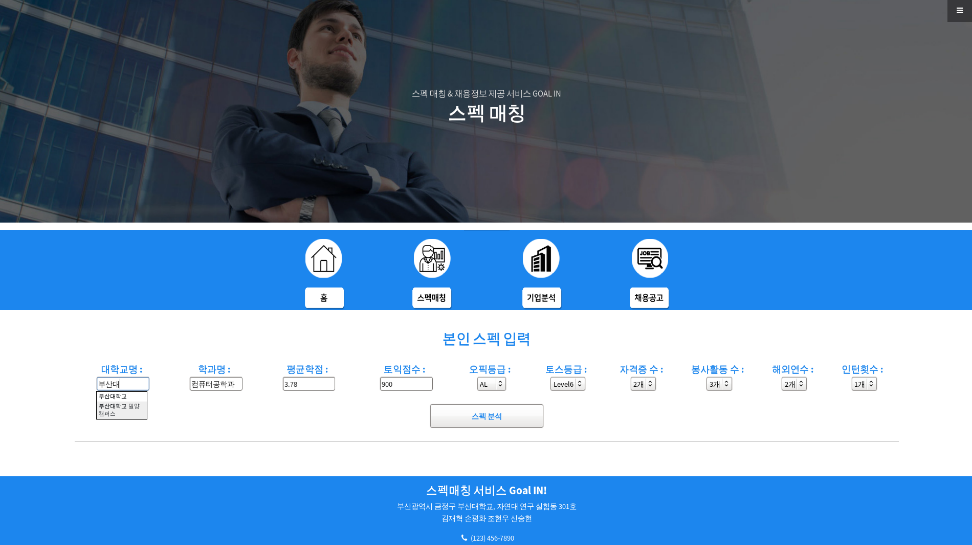 스펙 매칭 & 채용정보 제공 서비스 GOAL IN
스펙 매칭
JOB
홈
스펙매칭
기업분석
채용공고
본인 스펙 입력
대학교명 : 학과명 : 평균학점 : 토익점수 : 오픽등급 : 토스등급 : 자격증 수 : 봉사활동 수 : 해외연수 : 인턴횟수 :
부산대 컴퓨터공학과 3.78 900 AL Level6 2개 3개 2개 1개
부산대학교
부산대학교 밀양
캠퍼스
스펙 분석
스펙매칭 서비스 Goal IN!
부산광역시 금정구 부산대학교, 자연대 연구 실험동 301호
김재혁 손평화 조현우 신승헌
(123) 456-7890